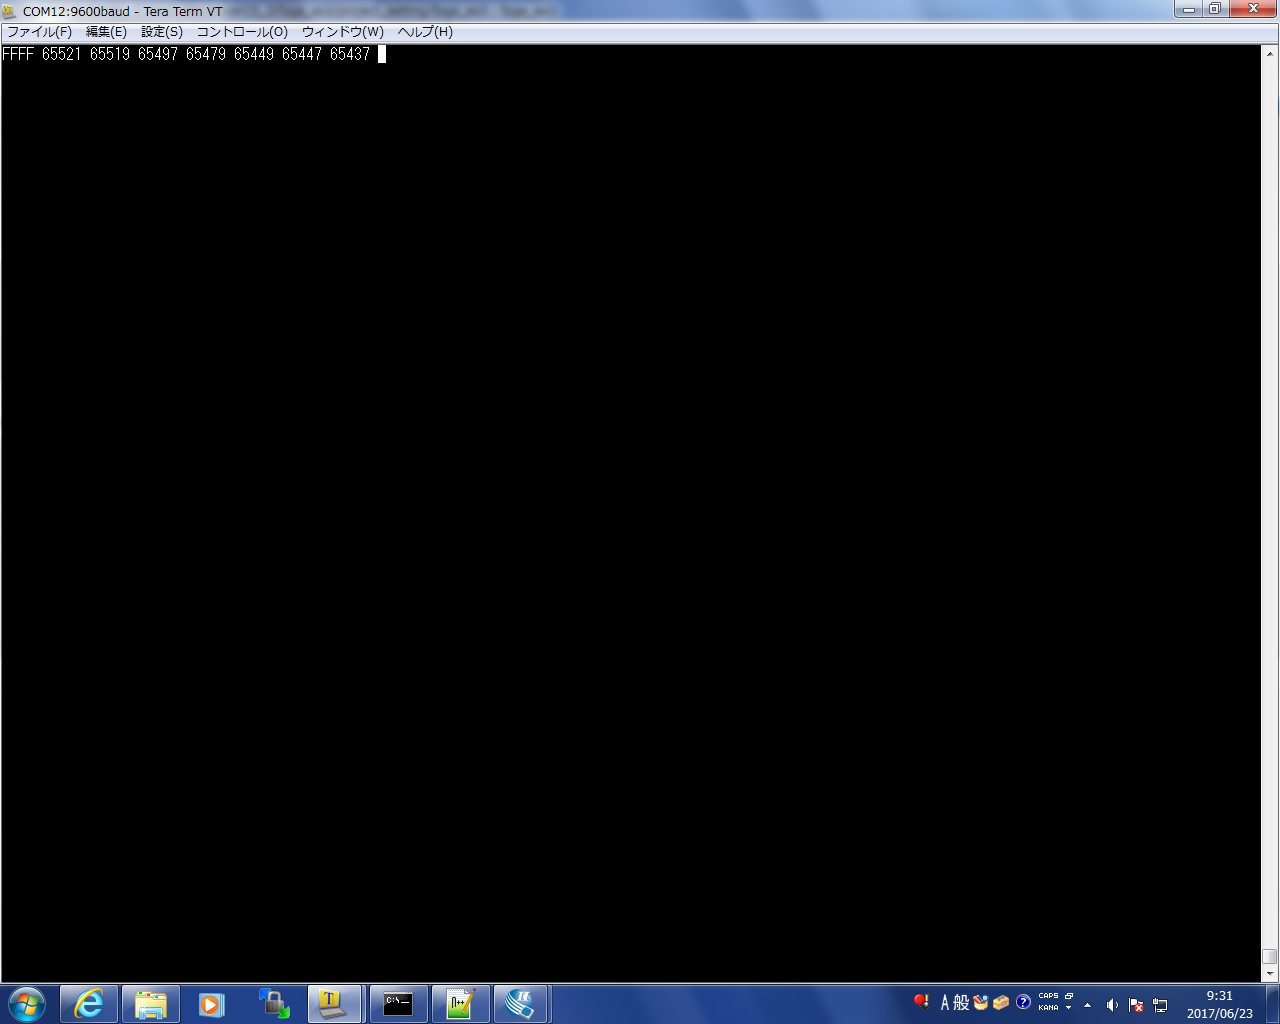 COM12:9600baud - Tera Term VT
ファイル(F) 編集(E) 設定(S) コントロール(O) ウィンドウ(W) ヘルプ(H)
FFFF 65521 65519 65497 65479 65449 65447 65437
A 般 CAPS
KANA
9:31
2017/06/23